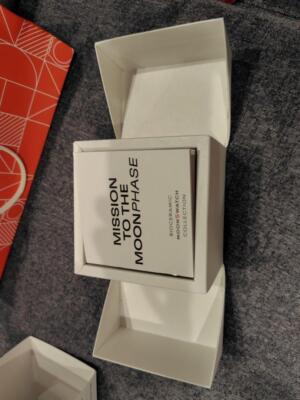 MISSION
TO THE
MOONPHASE
BIOCERAMIC
MOONSWATCH
COLLECTION